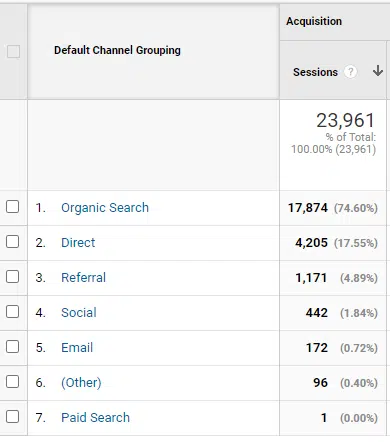 Default Channel Grouping
Acquisition
Sessions ?
23,961
% of Total:
100.00% (23,961)
1. Organic Search 17,874 (74.60%)
2. Direct 4,205 (17.55%)
3. Referral 1,171 (4.89%)
4. Social 442 (1.84%)
5. Email 172 (0.72%)
6. (Other) 96 (0.40%)
7. Paid Search 1 (0.00%)